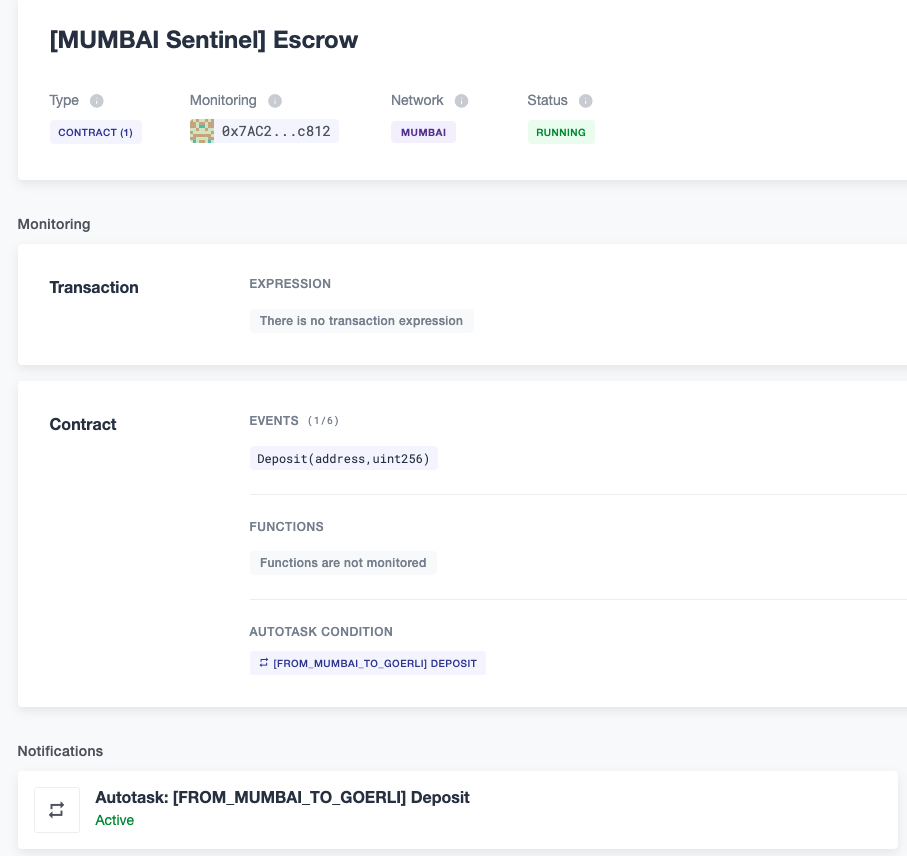 [MUMBAI Sentinel] Escrow
Type Monitoring Network Status
CONTRACT (1) 0x7AC2...c812 MUMBAI RUNNING
Monitoring
Transaction
EXPRESSION
There is no transaction expression
Contract
EVENTS (1/6)
Deposit(address,uint256)
FUNCTIONS
Functions are not monitored
AUTOTASK CONDITION
[FROM_MUMBAI_TO_GOERLI] DEPOSIT
Notifications
Autotask: [FROM_MUMBAI_TO_GOERLI] Deposit
Active